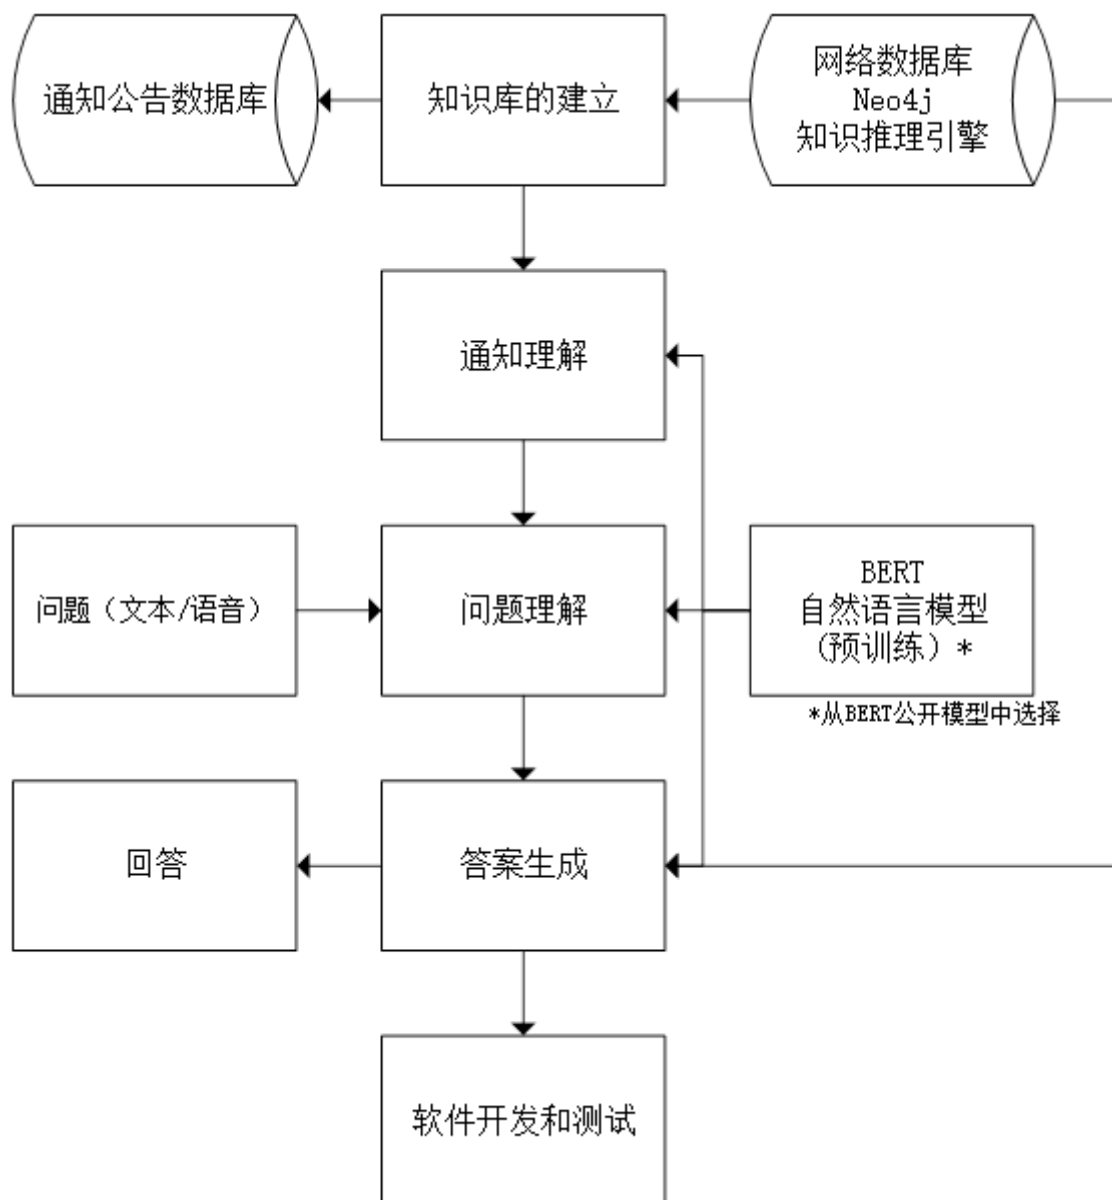 通知公告数据库
知识库的建立
网络数据库
Neo4j
知识推理引擎
通知理解
问题（文本/语音）
问题理解
BERT
自然语言模型
(预训练）*
*从BERT公开模型中选择
回答
答案生成
软件开发和测试